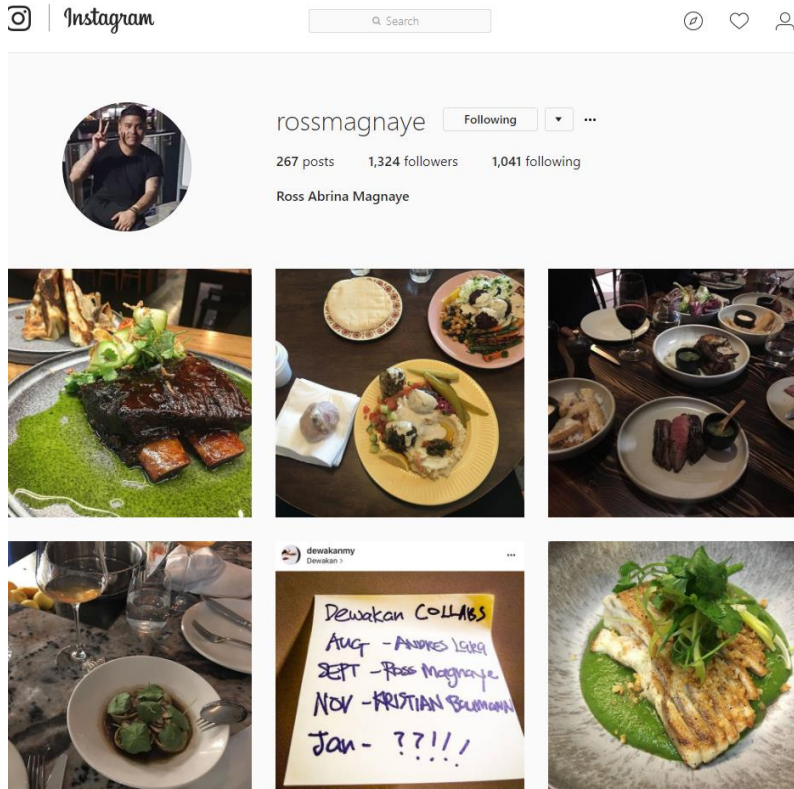 Instagram
Search
rossmagnaye Following
267 posts 1,324 followers 1,041 following
Ross Abrina Magnaye
dewakanmy
Dewakan >
Dewakan COLLABS
AUG - ANDRES Lara
SEPT - Ross Magnaye
NOV - KRISTIAN BAUMANN
Jan - ??!!!